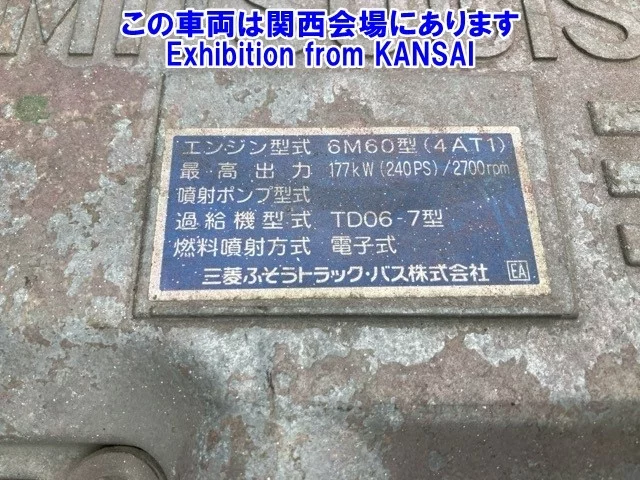 この車両は関西会場にあります
Exhibition from KANSAI
エンジン型式 6M60型(4AT1)
最高出力 177kW(240PS)/2700rpm
噴射ポンプ型式
過給機型式 TD06-7型
燃料噴射方式 電子式
三菱ふそうトラック・バス株式会社 EA